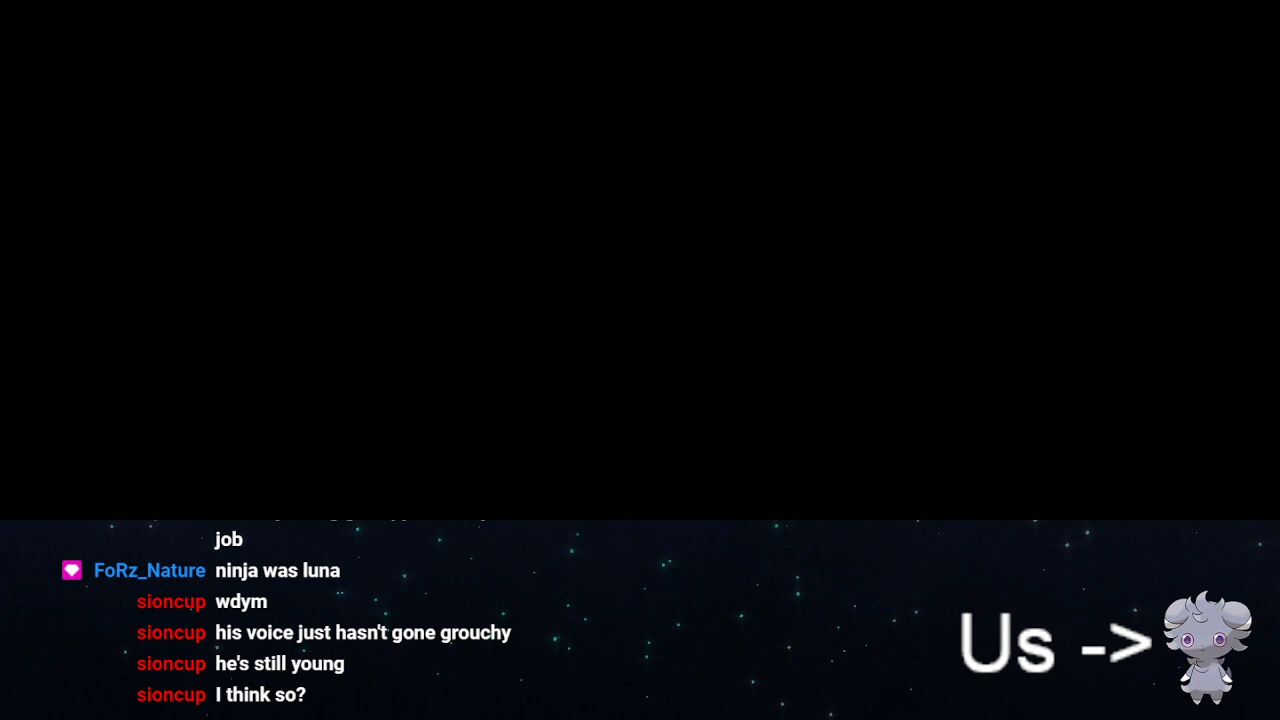 job
FoRz_Nature ninja was luna
sioncup wdym
sioncup his voice just hasn't gone grouchy
sioncup he's still young
sioncup I think so?
Us ->